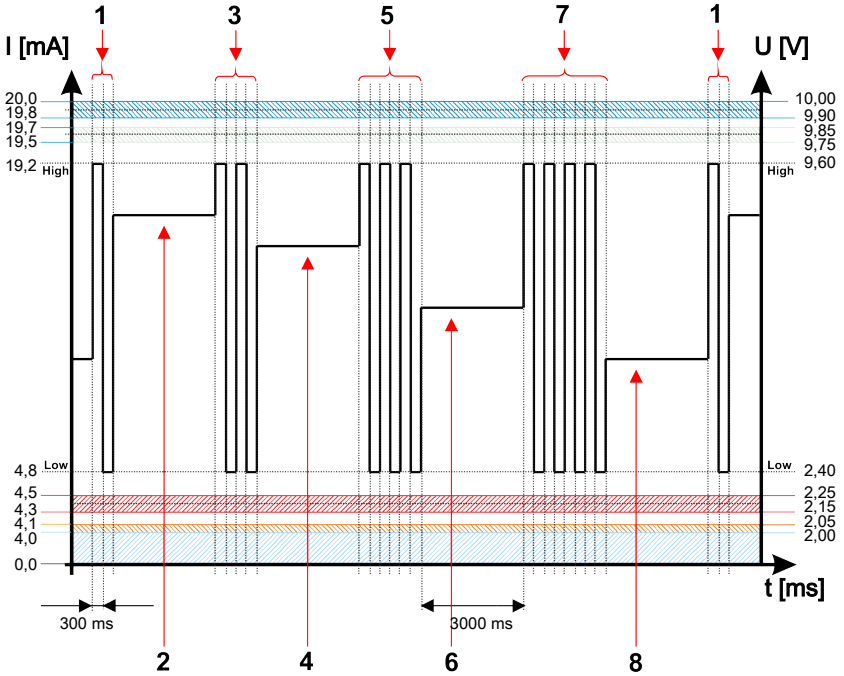 1 3 5 7 1
I [mA] U [V]
20,0 10,00
19,8 9,90
19,7 9,85
19,5 9,75
19,2 9,60
High High
Low Low
4,8 2,40
4,5 2,25
4,3 2,15
4,1 2,05
4,0 2,00
0,0
t [ms]
300 ms 3000 ms
2 4 6 8